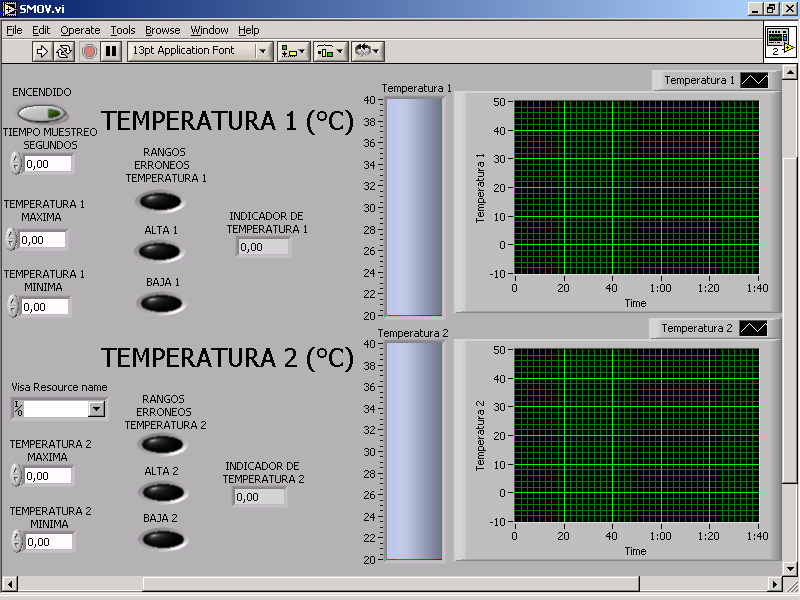 SMOV.vi
File Edit Operate Tools Browse Window Help
13pt Application Font
2
ENCENDIDO
TIEMPO MUESTREO
SEGUNDOS
0,00
TEMPERATURA 1
MAXIMA
0,00
TEMPERATURA 1
MINIMA
0,00
TEMPERATURA 1 (°C)
RANGOS
ERRONEOS
TEMPERATURA 1
ALTA 1
BAJA 1
INDICADOR DE
TEMPERATURA 1
0,00
Temperatura 1
40
38
36
34
32
30
28
26
24
22
20
Temperatura 1
Temperatura 1
50
40
30
20
10
0
-10
0 20 40 1:00 1:20 1:40
Time
TEMPERATURA 2 (°C)
Visa Resource name
I/%
TEMPERATURA 2
MAXIMA
0,00
TEMPERATURA 2
MINIMA
0,00
RANGOS
ERRONEOS
TEMPERATURA 2
ALTA 2
BAJA 2
INDICADOR DE
TEMPERATURA 2
0,00
Temperatura 2
40
38
36
34
32
30
28
26
24
22
20
Temperatura 2
Temperatura 2
50
40
30
20
10
0
-10
0 20 40 1:00 1:20 1:40
Time